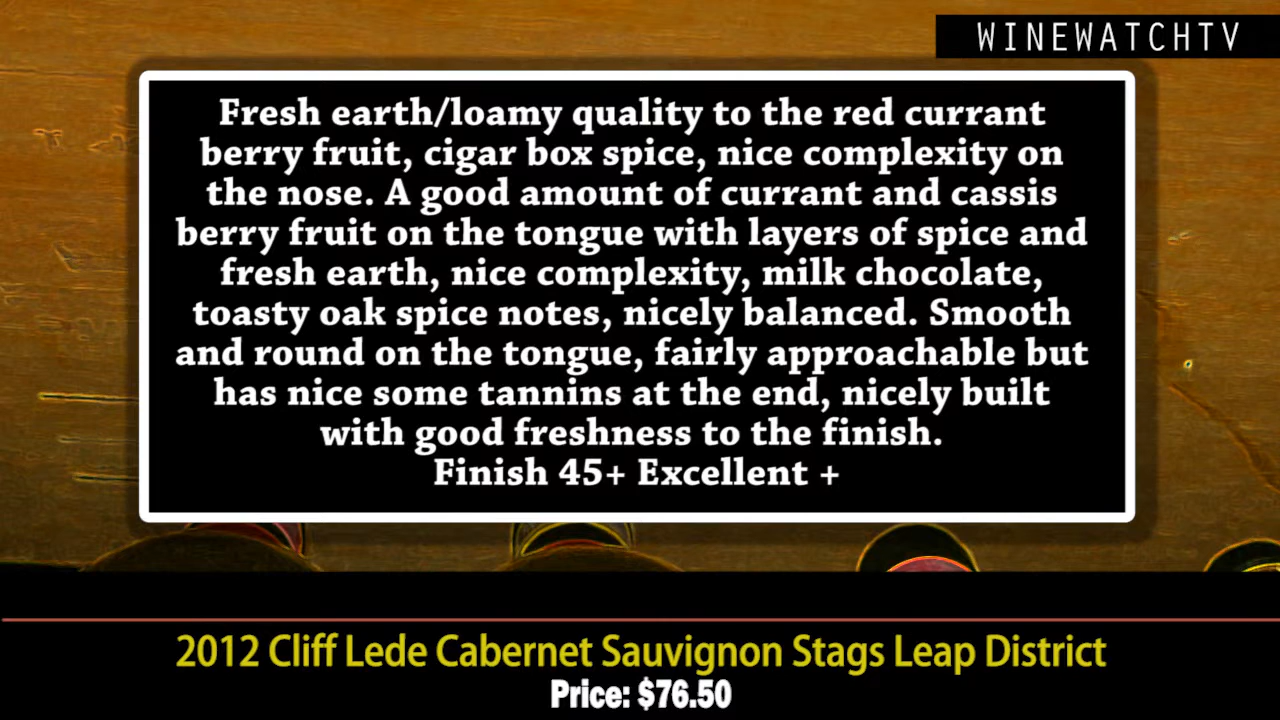 WINEWATCHTV
Fresh earth/loamy quality to the red currant
berry fruit, cigar box spice, nice complexity on
the nose. A good amount of currant and cassis
berry fruit on the tongue with layers of spice and
fresh earth, nice complexity, milk chocolate,
toasty oak spice notes, nicely balanced. Smooth
and round on the tongue, fairly approachable but
has nice some tannins at the end, nicely built
with good freshness to the finish.
Finish 45+ Excellent +
2012 Cliff Lede Cabernet Sauvignon Stags Leap District
Price: $76.50